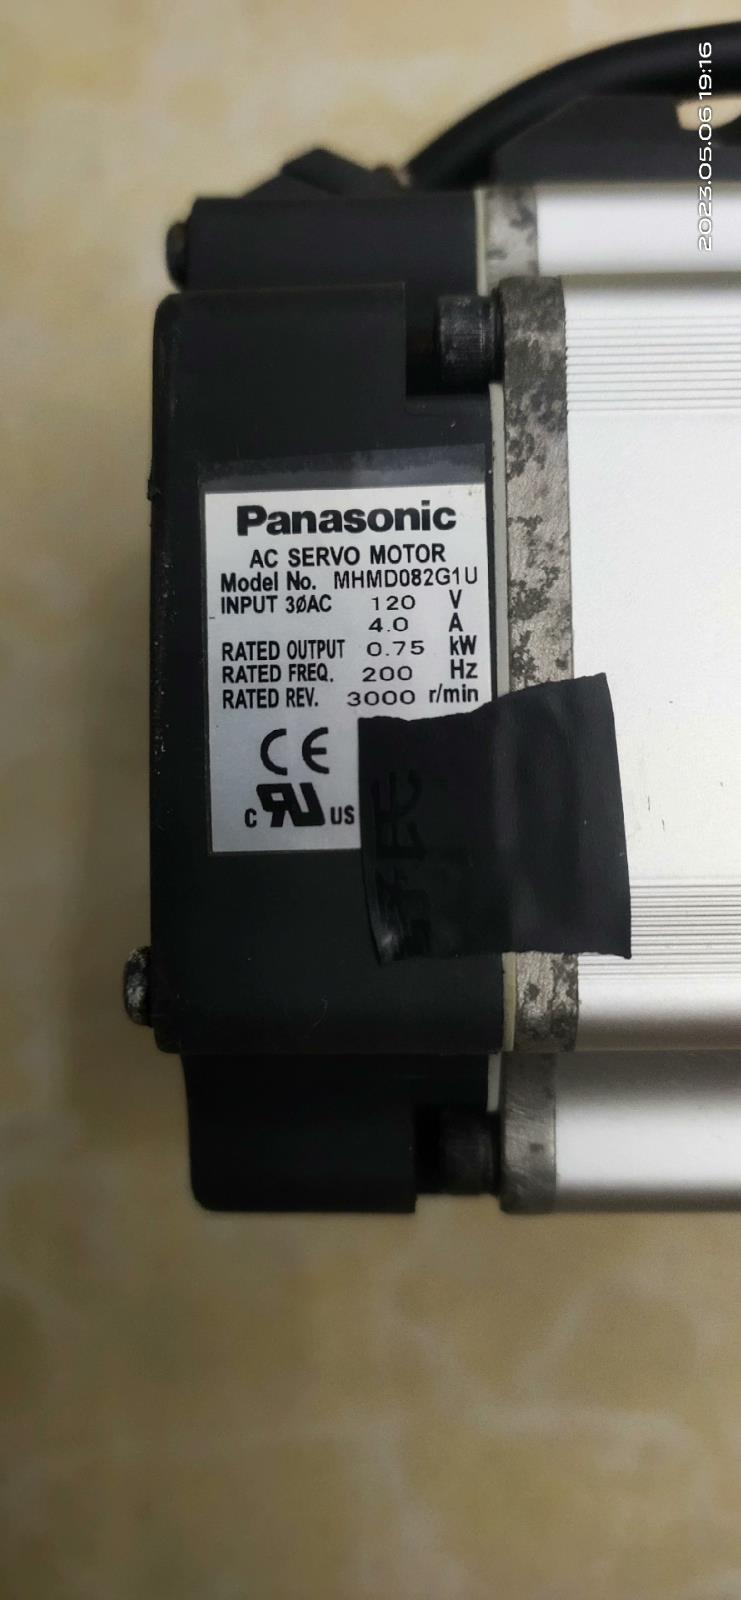 2023.05.06 19:16
Panasonic
AC SERVO MOTOR
Model No. MHMD082G1U
INPUT 3ØAC 120 V
4.0 A
RATED OUTPUT 0.75 kW
RATED FREQ. 200 Hz
RATED REV. 3000 r/min
CE
C RU US